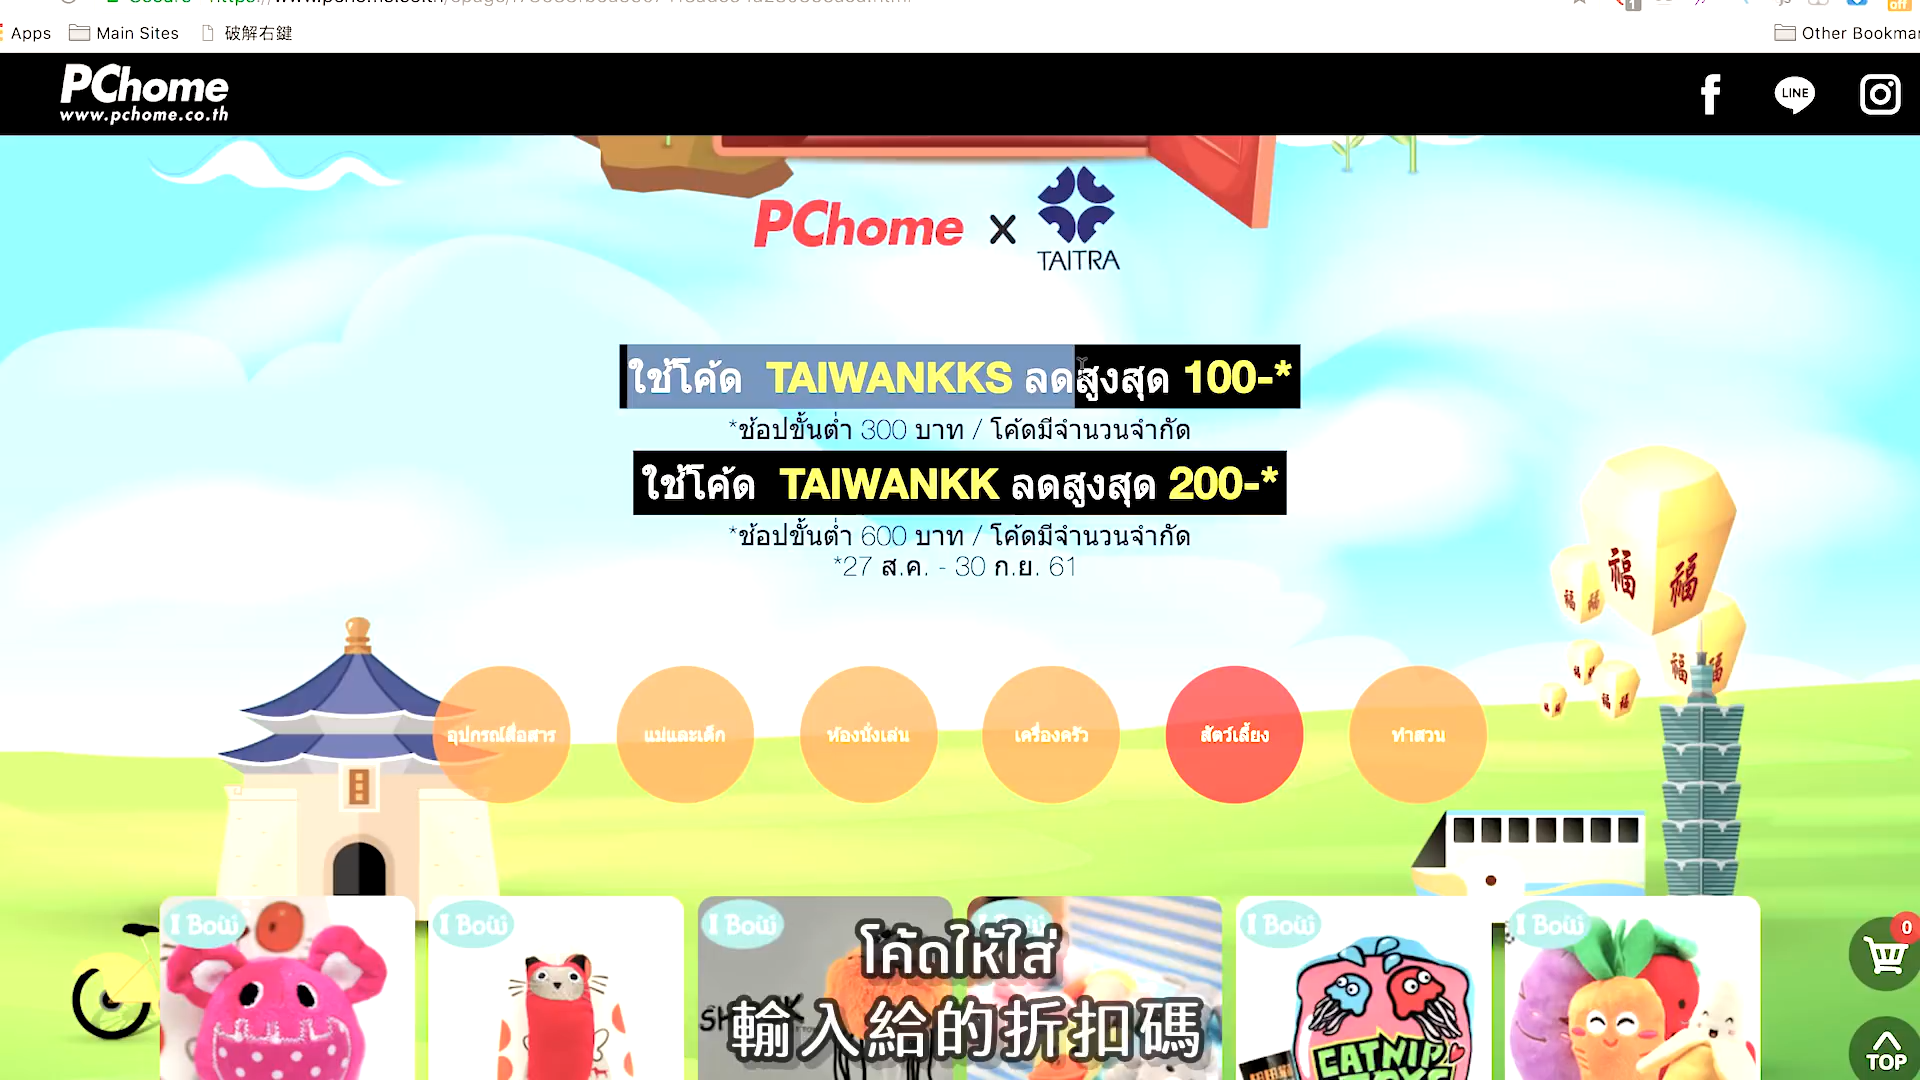 Apps
Main Sites
破解右鍵
Other Bookmar
PChome
www.pchome.co.th
LINE
PChome x TAITRA
ใช้โค้ด TAIWANKKS ลดสูงสุด 100-*
*ช้อปขั้นต่ำ 300 บาท / โค้ดมีจำนวนจำกัด
ใช้โค้ด TAIWANKK ลดสูงสุด 200-*
*ช้อปขั้นต่ำ 600 บาท / โค้ดมีจำนวนจำกัด
*27 ส.ค. - 30 ก.ย. 61
福 福
福 福
福 福
อุปกรณ์สื่อสาร
แม่และเด็ก
ห้องนั่งเล่น
เครื่องครัว
สัตว์เลี้ยง
ทำสวน
CATNIP
0
TOP
โค้ดให้ใส่
輸入給的折扣碼